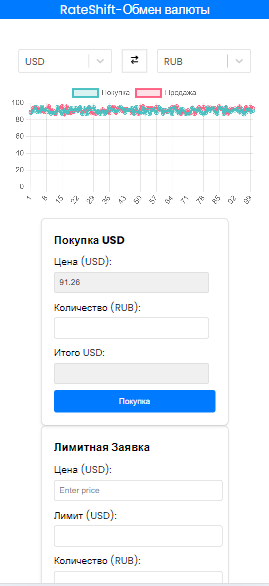 RateShift-Обмен валюты
USD RUB
Покупка Продажа
100
80
60
40
20
0
1 8 15 22 29 36 43 50 57 64 71 78 85 92 99
Покупка USD
Цена (USD):
91.26
Количество (RUB):
Итого USD:
Покупка
Лимитная Заявка
Цена (USD):
Enter price
Лимит (USD):
Количество (RUB):